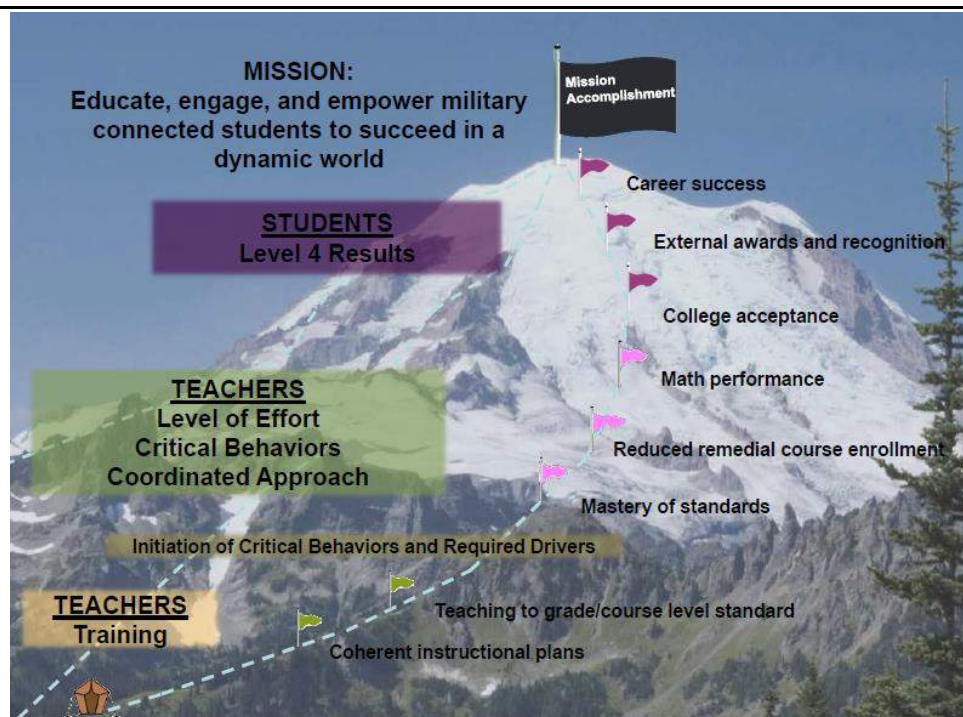 MISSION:
Educate, engage, and empower military
connected students to succeed in a
dynamic world
Mission
Accomplishment
Career success
STUDENTS
Level 4 Results
External awards and recognition
College acceptance
Math performance
TEACHERS
Level of Effort
Critical Behaviors
Coordinated Approach
Reduced remedial course enrollment
Mastery of standards
Initiation of Critical Behaviors and Required Drivers
TEACHERS
Training
Teaching to grade/course level standard
Coherent instructional plans